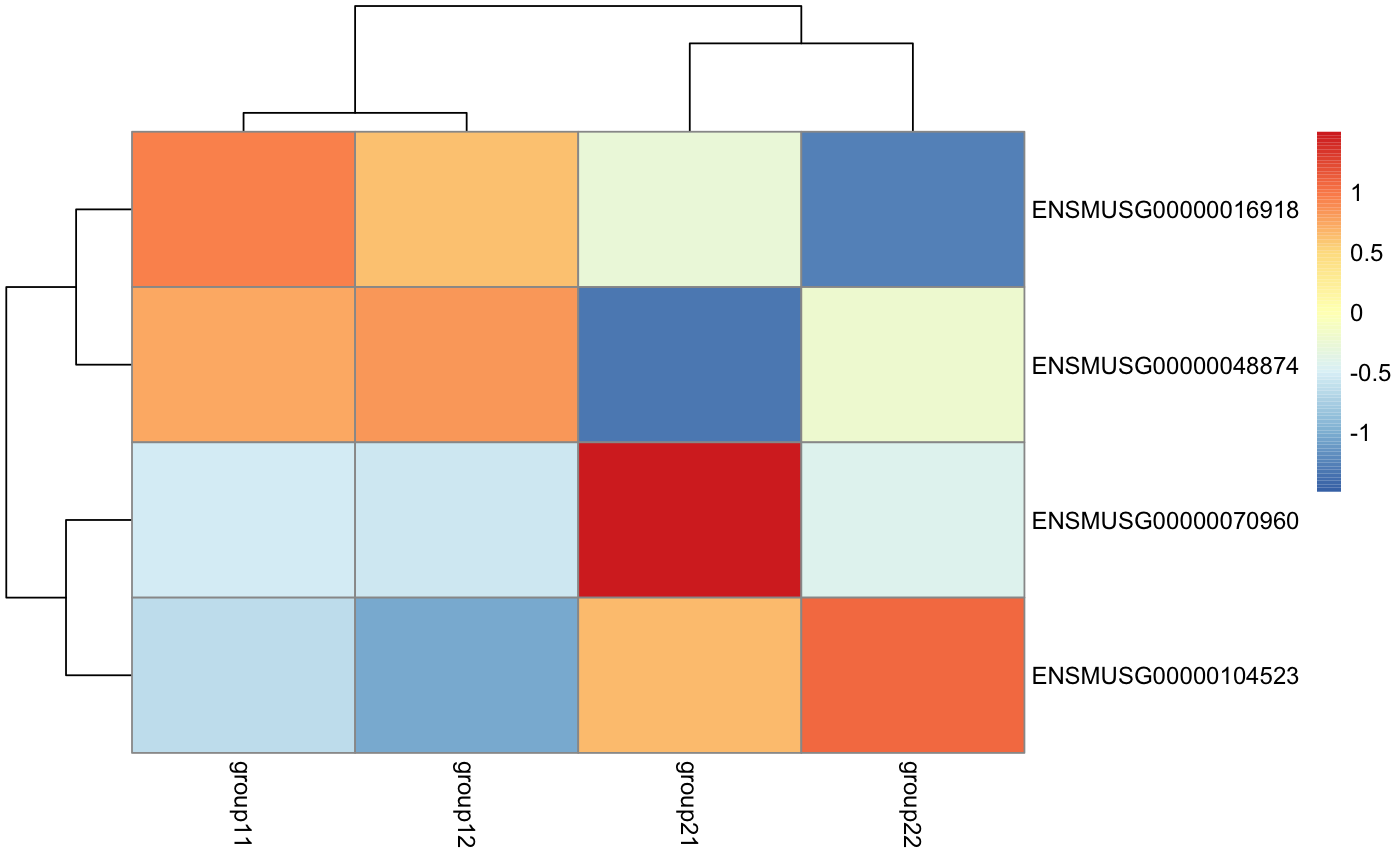 ENSMUSG00000016918
ENSMUSG00000048874
ENSMUSG00000070960
ENSMUSG00000104523
1
0.5
0
-0.5
-1
group11
group12
group21
group22